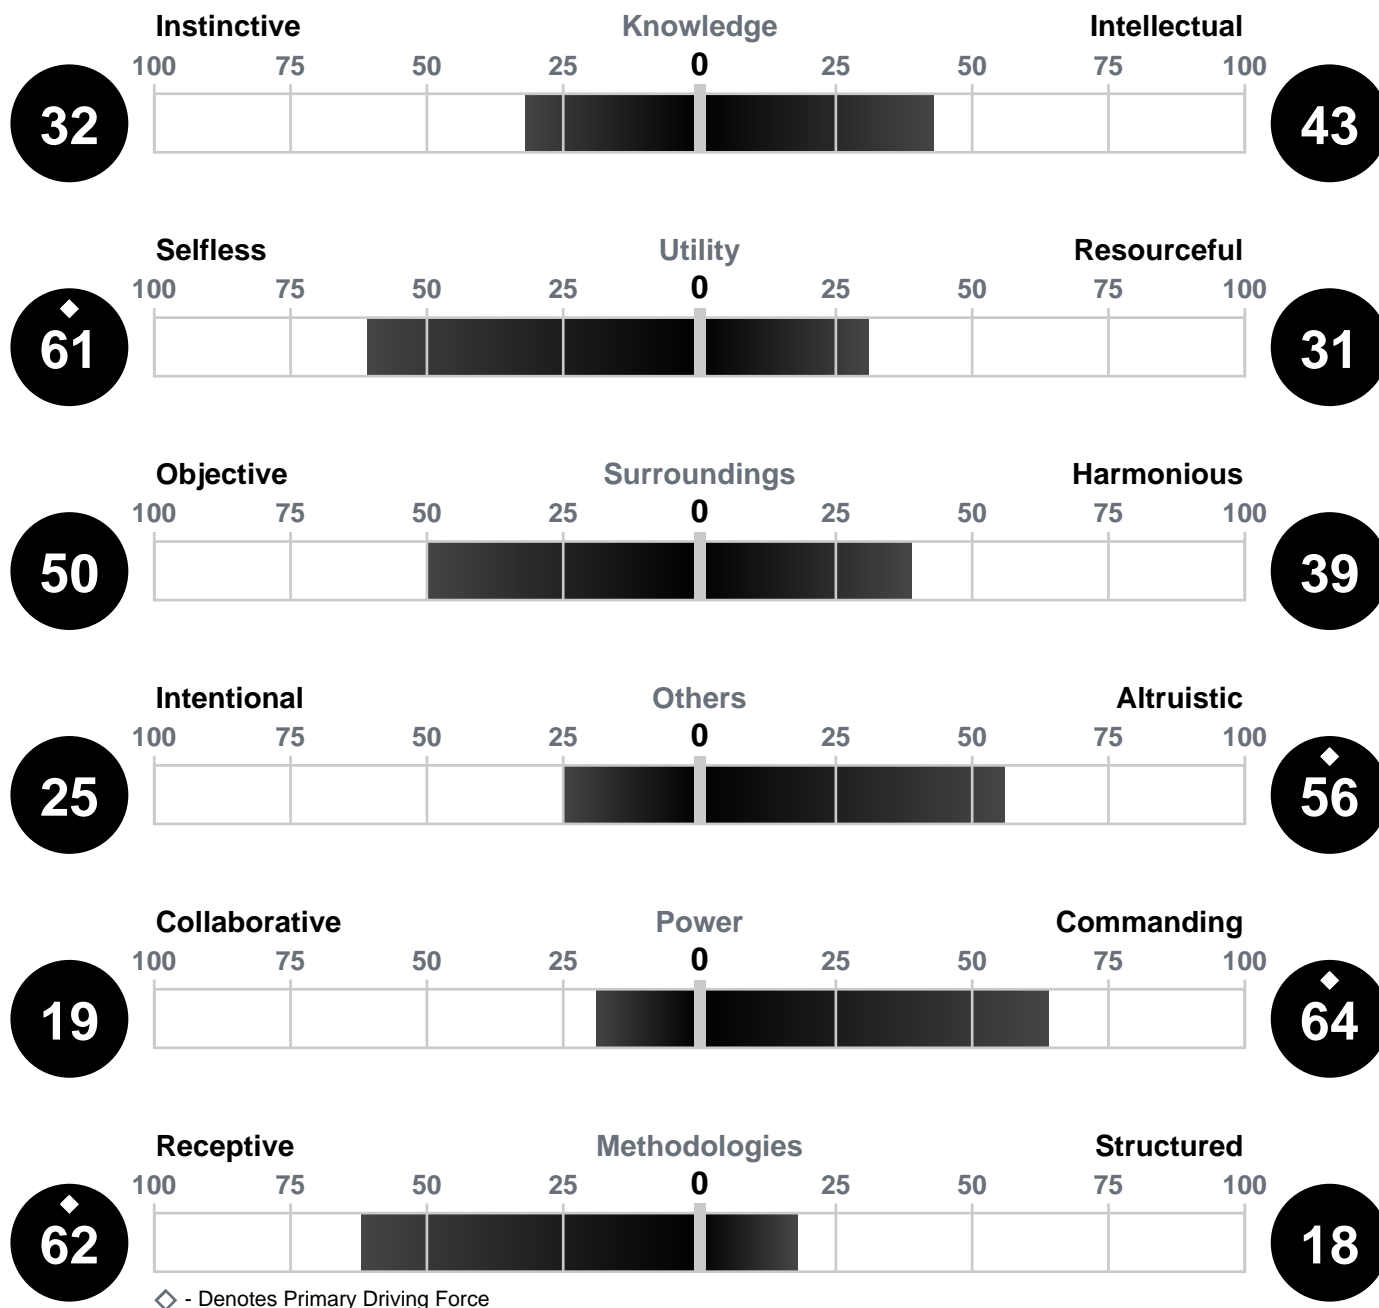 Instinctive Knowledge Intellectual
100 75 50 25 0 25 50 75 100
32 43
Selfless Utility Resourceful
100 75 50 25 0 25 50 75 100
61 31
Objective Surroundings Harmonious
100 75 50 25 0 25 50 75 100
50 39
Intentional Others Altruistic
100 75 50 25 0 25 50 75 100
25 56
Collaborative Power Commanding
100 75 50 25 0 25 50 75 100
19 64
Receptive Methodologies Structured
100 75 50 25 0 25 50 75 100
62 18
- Denotes Primary Driving Force